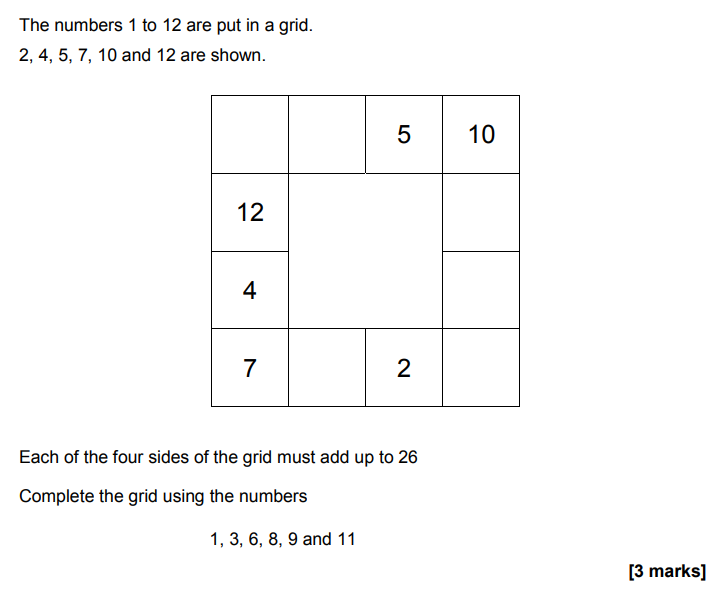 The numbers 1 to 12 are put in a grid.
2, 4, 5, 7, 10 and 12 are shown.
5 10
12
4
7 2
Each of the four sides of the grid must add up to 26
Complete the grid using the numbers
1, 3, 6, 8, 9 and 11
[3 marks]